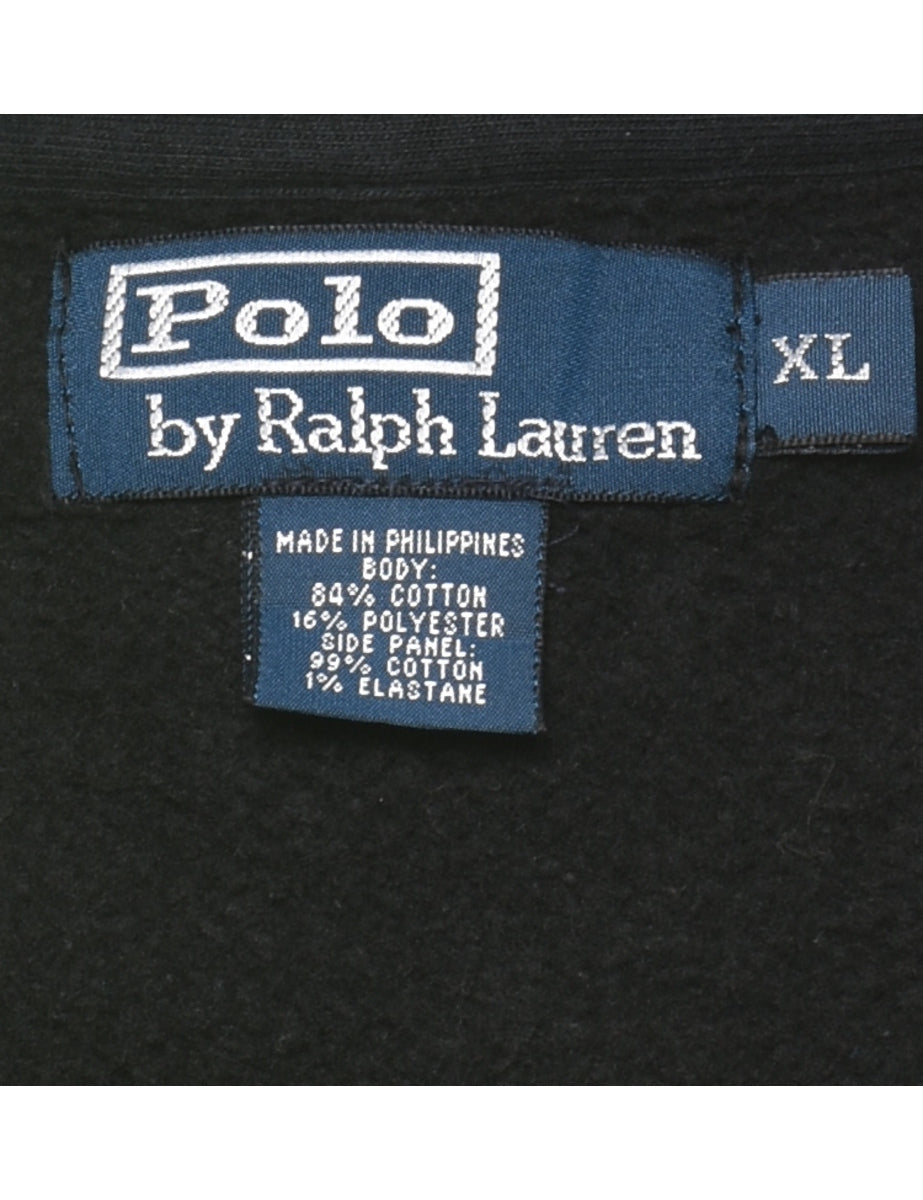 Polo
by Ralph Lauren
XL
MADE IN PHILIPPINES
BODY:
84% COTTON
16% POLYESTER
SIDE PANEL:
99% COTTON
1% ELASTANE